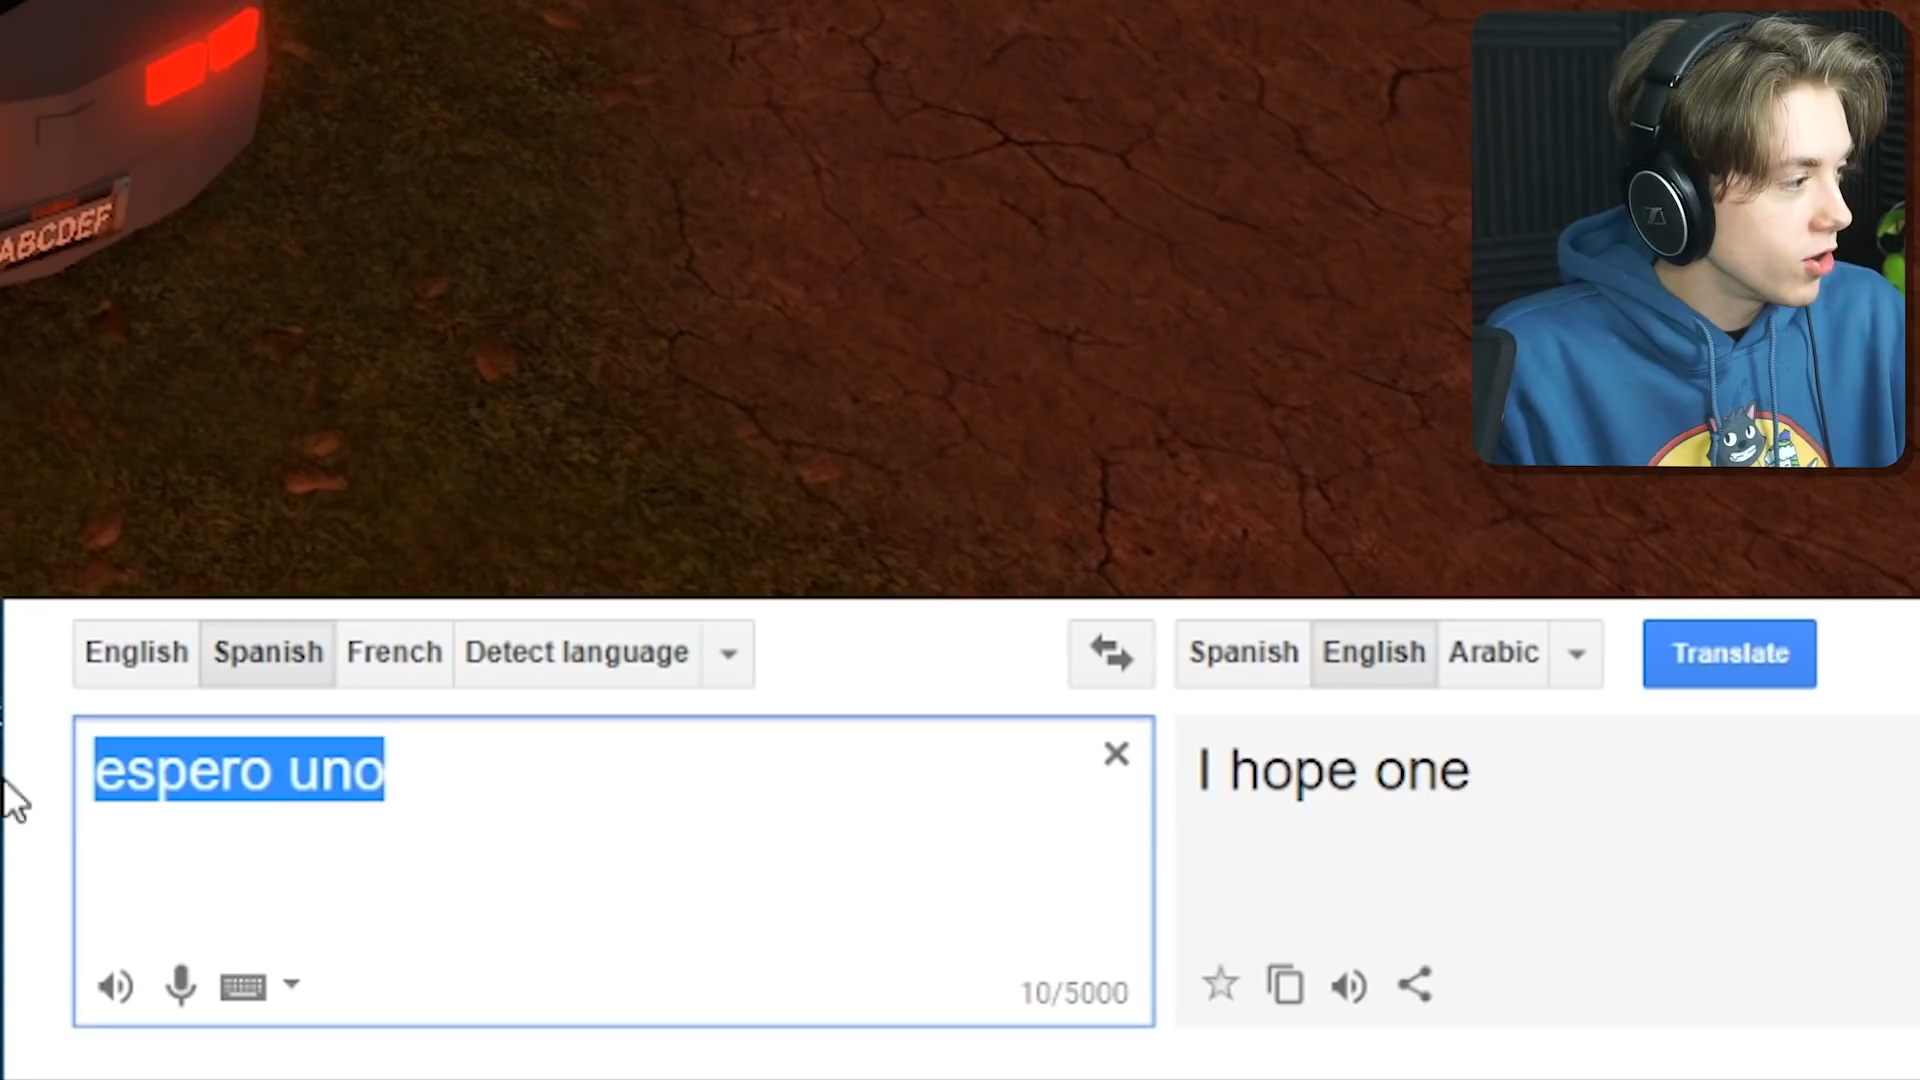 ABCDEF
English Spanish French Detect language
Spanish English Arabic
Translate
espero uno
I hope one
10/5000